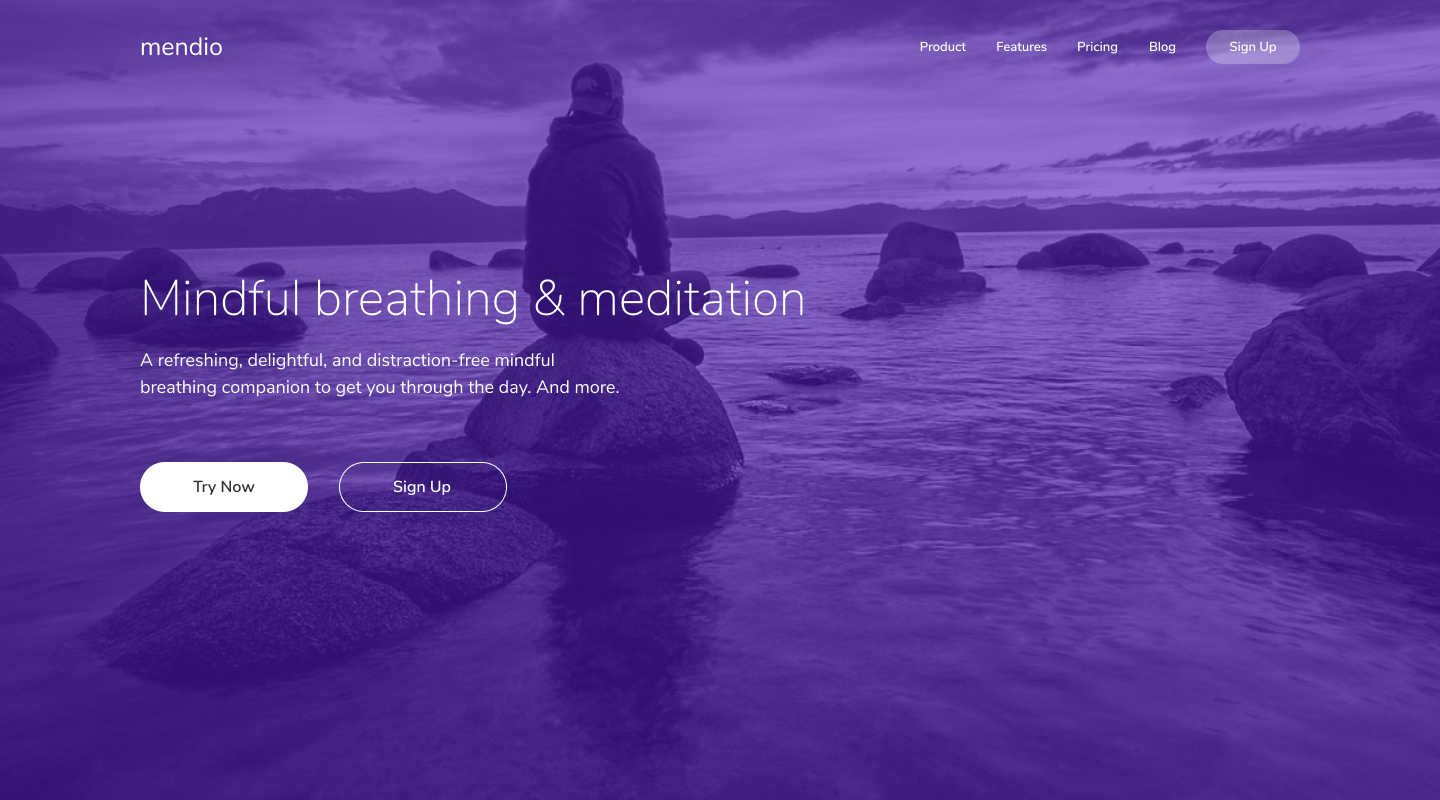 mendio
Product
Features
Pricing
Blog
Sign Up
Mindful breathing & meditation
A refreshing, delightful, and distraction-free mindful
breathing companion to get you through the day. And more.
Try Now
Sign Up